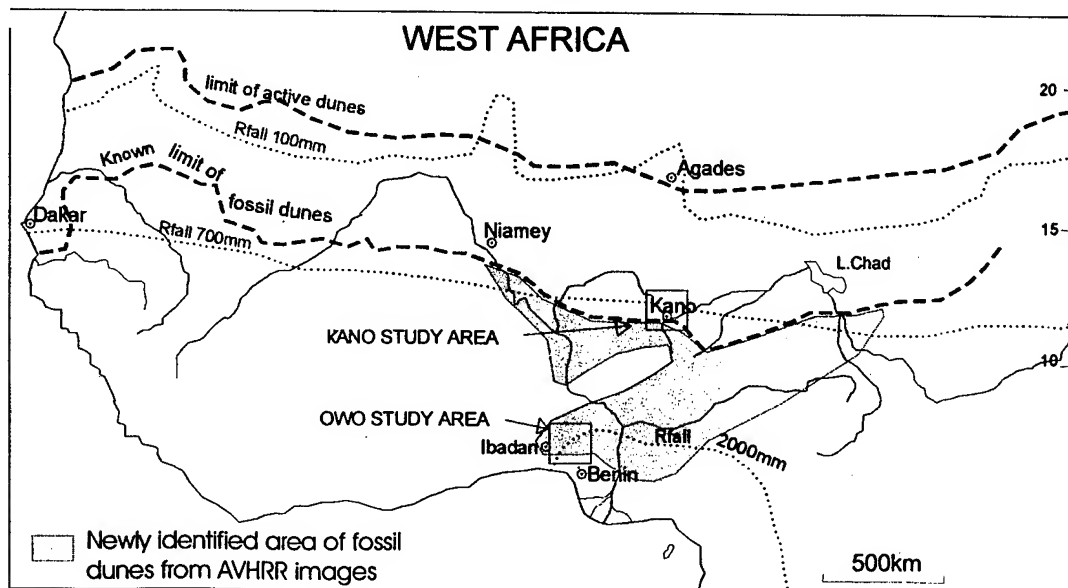 WEST AFRICA
limit of active dunes
20
Rfall 100mm
Known limit of
fossil dunes
Agades
Dakar
Rfall 700mm
Niamey
15
L.Chad
Kano
KANO STUDY AREA
10
OWO STUDY AREA
Ibadan
Rfall 2000mm
Benin
Newly identified area of fossil
dunes from AVHRR images
500km